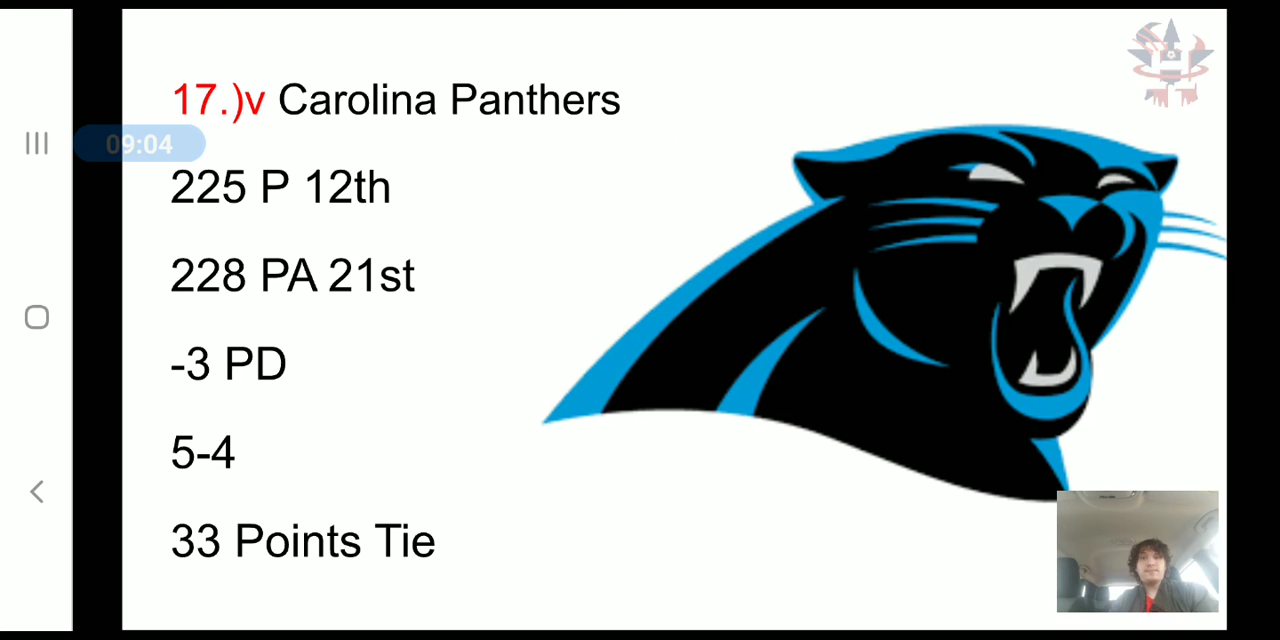 17.)v Carolina Panthers
09:04
225 P 12th
228 PA 21st
-3 PD
5-4
33 Points Tie